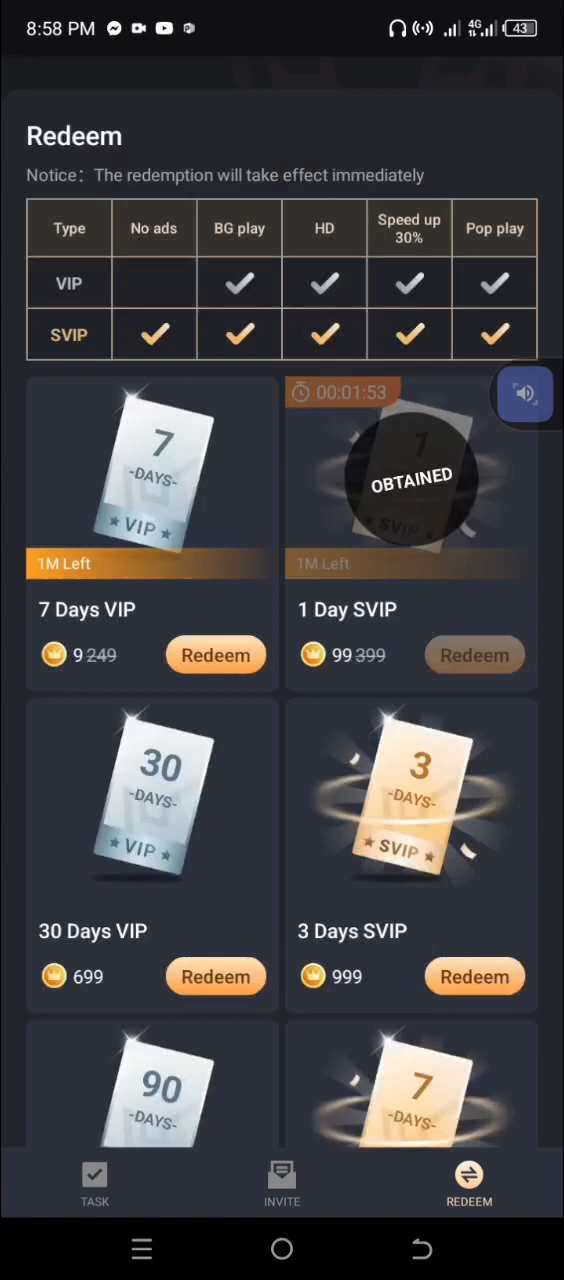 8:58 PM
4G
43
Redeem
Notice: The redemption will take effect immediately
Type No ads BG play HD Speed up 30% Pop play
VIP
SVIP
7
-DAYS-
VIP
1M Left
7 Days VIP
9 249
Redeem
00:01:53
1
OBTAINED
SVIP
1M Left
1 Day SVIP
99 399
Redeem
30
-DAYS-
VIP
30 Days VIP
699
Redeem
3
-DAYS-
SVIP
3 Days SVIP
999
Redeem
90
-DAYS-
7
-DAYS-
TASK
INVITE
REDEEM